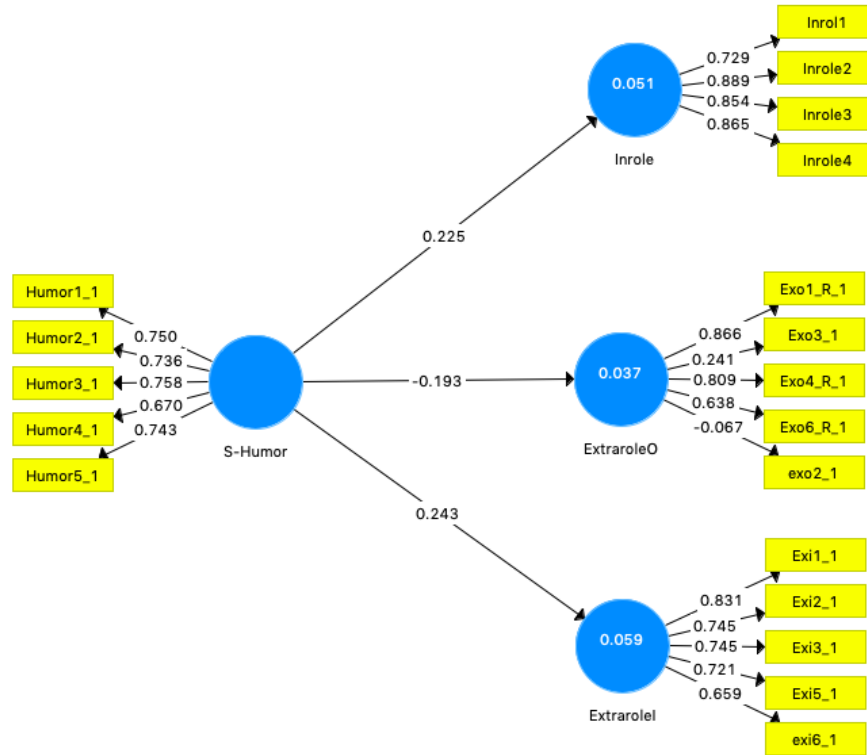 Inrol1
0.729
Inrole2
0.889
0.051
0.854
Inrole3
0.865
Inrole4
Inrole
0.225
Humor1_1
0.750
Humor2_1
0.736
Humor3_1
0.758
0.670
Humor4_1
0.743
Humor5_1
S-Humor
-0.193
Exo1_R_1
0.866
Exo3_1
0.241
0.037
0.809
Exo4_R_1
0.638
Exo6_R_1
-0.067
exo2_1
ExtraroleO
0.243
Exi1_1
0.831
Exi2_1
0.745
0.059
0.745
Exi3_1
0.721
Exi5_1
0.659
exi6_1
ExtraroleI